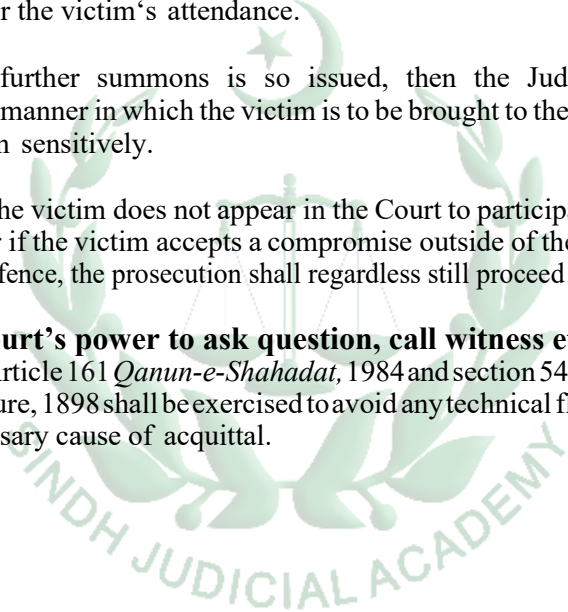 r the victim‘s attendance.
further summons is so issued, then the Jud
manner in which the victim is to be brought to the
n sensitively.
he victim does not appear in the Court to participa
r if the victim accepts a compromise outside of the
fence, the prosecution shall regardless still proceed
urt’s power to ask question, call witness e
rticle 161 Qanun-e-Shahadat, 1984 and section 54
ure, 1898 shall be exercised to avoid any technical f
sary cause of acquittal.
SINDH JUDICIAL ACADEMY